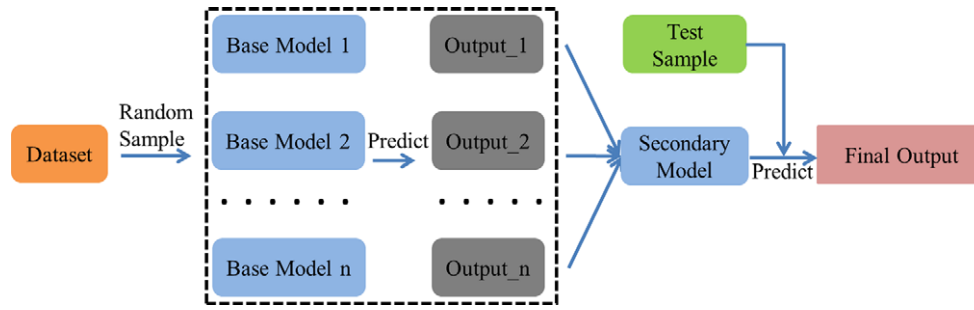 Dataset
Random
Sample
Base Model 1
Base Model 2
. . . . . .
Base Model n
Predict
Output_1
Output_2
. . . . .
Output_n
Test
Sample
Secondary
Model
Predict
Final Output